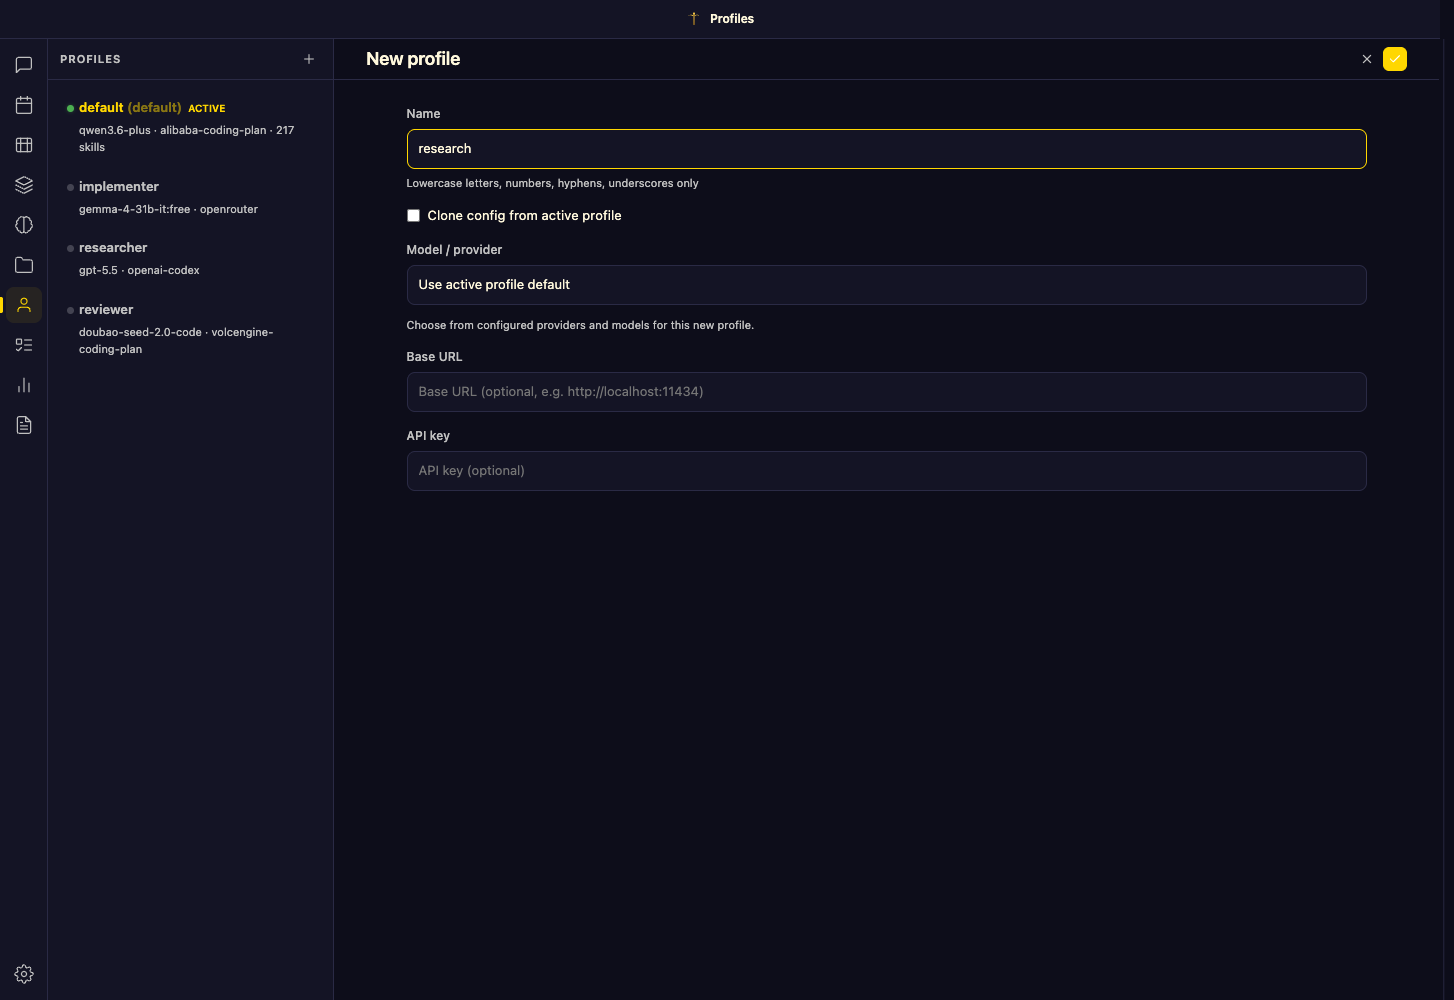 Profiles
PROFILES
default (default) ACTIVE
qwen3.6-plus · alibaba-coding-plan · 217
skills
implementer
gemma-4-31b-it:free · openrouter
researcher
gpt-5.5 · openai-codex
reviewer
doubao-seed-2.0-code · volcengine-
coding-plan
New profile
Name
research
Lowercase letters, numbers, hyphens, underscores only
Clone config from active profile
Model / provider
Use active profile default
Choose from configured providers and models for this new profile.
Base URL
Base URL (optional, e.g. http://localhost:11434)
API key
API key (optional)